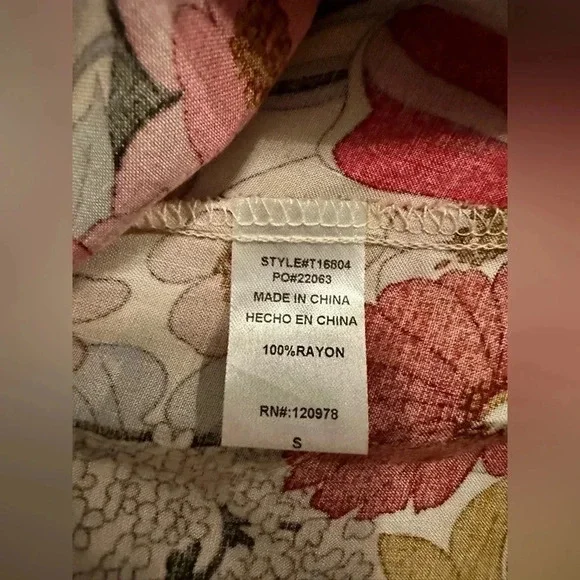 STYLE#T16804
PO#22063
MADE IN CHINA
HECHO EN CHINA
100%RAYON
RN#:120978
S